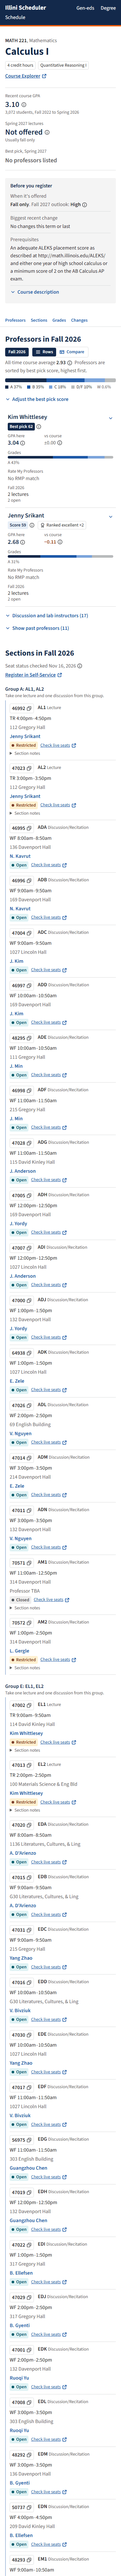 Illini Scheduler
Gen-eds Degree
Schedule
MATH 221, Mathematics
Calculus I
4 credit hours
Quantitative Reasoning I
Course Explorer
Recent course GPA
3.10
3,072 students, Fall 2022 to Spring 2026
Spring 2027 lectures
Not offered
Usually fall only
Best pick, Spring 2027
No professors listed
Before you register
When it's offered
Fall only. Fall 2027 outlook: High
Biggest recent change
No changes this term or last
Prerequisites
An adequate ALEKS placement score as described at http://math.illinois.edu/ALEKS/ and either one year of high school calculus or a minimum score of 2 on the AB Calculus AP exam.
Course description
Professors Sections Grades Changes
Professors in Fall 2026
Fall 2026
Rows
Compare
All-time course average 2.93 Professors are sorted by best pick score, highest first.
Adjust the best pick score
Kim Whittlesey
Best pick 62
GPA here
vs course
3.04
Grades
Rate My Professors
No RMP match
Fall 2026
2 lectures
2 open
Jenny Srikant
Score 50
Ranked excellent ×2
GPA here
vs course
2.68
Grades
Rate My Professors
No RMP match
Fall 2026
2 lectures
2 open
Discussion and lab instructors (17)
Show past professors (11)
Sections in Fall 2026
Seat status checked Nov 16, 2026
Register in Self-Service
Group A: AL1, AL2
Take one lecture and one discussion from this group.
46992 AL1 Lecture
TR 4:00pm-4:50pm
112 Gregory Hall
Jenny Srikant
Restricted Check live seats
Section notes
47023 AL2 Lecture
TR 3:00pm-3:50pm
112 Gregory Hall
Jenny Srikant
Restricted Check live seats
Section notes
46995 ADA Discussion/Recitation
WF 8:00am-8:50am
136 Davenport Hall
N. Kavrut
Open Check live seats
46996 ADB Discussion/Recitation
WF 9:00am-9:50am
169 Davenport Hall
N. Kavrut
Open Check live seats
47004 ADC Discussion/Recitation
WF 9:00am-9:50am
1027 Lincoln Hall
J. Kim
Open Check live seats
46997 ADD Discussion/Recitation
WF 10:00am-10:50am
169 Davenport Hall
J. Kim
Open Check live seats
48295 ADE Discussion/Recitation
WF 10:00am-10:50am
111 Gregory Hall
J. Min
Open Check live seats
46998 ADF Discussion/Recitation
WF 11:00am-11:50am
215 Gregory Hall
J. Min
Open Check live seats
47028 ADG Discussion/Recitation
WF 11:00am-11:50am
115 David Kinley Hall
J. Anderson
Open Check live seats
47005 ADH Discussion/Recitation
WF 12:00pm-12:50pm
169 Davenport Hall
J. Yordy
Open Check live seats
47007 ADI Discussion/Recitation
WF 12:00pm-12:50pm
1027 Lincoln Hall
J. Anderson
Open Check live seats
47000 ADJ Discussion/Recitation
WF 1:00pm-1:50pm
132 Davenport Hall
J. Yordy
Open Check live seats
64938 ADK Discussion/Recitation
WF 1:00pm-1:50pm
1027 Lincoln Hall
E. Zele
Open Check live seats
47026 ADL Discussion/Recitation
WF 2:00pm-2:50pm
69 English Building
V. Nguyen
Open Check live seats
47014 ADM Discussion/Recitation
WF 3:00pm-3:50pm
214 Davenport Hall
E. Zele
Open Check live seats
47011 ADN Discussion/Recitation
WF 3:00pm-3:50pm
132 Davenport Hall
V. Nguyen
Open Check live seats
70571 AM1 Discussion/Recitation
WF 11:00am-12:50pm
314 Davenport Hall
Professor TBA
Closed Check live seats
Section notes
70572 AM2 Discussion/Recitation
WF 1:00pm-2:50pm
314 Davenport Hall
L. Gergle
Restricted Check live seats
Section notes
Group E: EL1, EL2
Take one lecture and one discussion from this group.
47002 EL1 Lecture
TR 9:00am-9:50am
114 David Kinley Hall
Kim Whittlesey
Restricted Check live seats
Section notes
47013 EL2 Lecture
TR 2:00pm-2:50pm
100 Materials Science & Eng Bld
Kim Whittlesey
Restricted Check live seats
Section notes
47020 EDA Discussion/Recitation
WF 8:00am-8:50am
1136 Literatures, Cultures, & Ling
A. D'Arienzo
Open Check live seats
47015 EDB Discussion/Recitation
WF 9:00am-9:50am
G30 Literatures, Cultures, & Ling
A. D'Arienzo
Open Check live seats
47031 EDC Discussion/Recitation
WF 9:00am-9:50am
215 Gregory Hall
Yang Zhao
Open Check live seats
47016 EDD Discussion/Recitation
WF 10:00am-10:50am
G30 Literatures, Cultures, & Ling
V. Bivziuk
Open Check live seats
47030 EDE Discussion/Recitation
WF 10:00am-10:50am
1027 Lincoln Hall
Yang Zhao
Open Check live seats
47017 EDF Discussion/Recitation
WF 11:00am-11:50am
1027 Lincoln Hall
V. Bivziuk
Open Check live seats
56975 EDG Discussion/Recitation
WF 11:00am-11:50am
303 English Building
Guangzhou Chen
Open Check live seats
47019 EDH Discussion/Recitation
WF 12:00pm-12:50pm
132 Davenport Hall
Guangzhou Chen
Open Check live seats
47022 EDI Discussion/Recitation
WF 1:00pm-1:50pm
317 Gregory Hall
B. Ellefsen
Open Check live seats
47029 EDJ Discussion/Recitation
WF 2:00pm-2:50pm
317 Gregory Hall
B. Gyenti
Open Check live seats
47001 EDK Discussion/Recitation
WF 2:00pm-2:50pm
132 Davenport Hall
Ruoqi Yu
Open Check live seats
47008 EDL Discussion/Recitation
WF 3:00pm-3:50pm
303 English Building
Ruoqi Yu
Open Check live seats
48292 EDM Discussion/Recitation
WF 3:00pm-3:50pm
136 Davenport Hall
B. Gyenti
Open Check live seats
50737 EDN Discussion/Recitation
WF 4:00pm-4:50pm
209 David Kinley Hall
B. Ellefsen
Open Check live seats
48293 EM1 Discussion/Recitation
WF 9:00am-10:50am